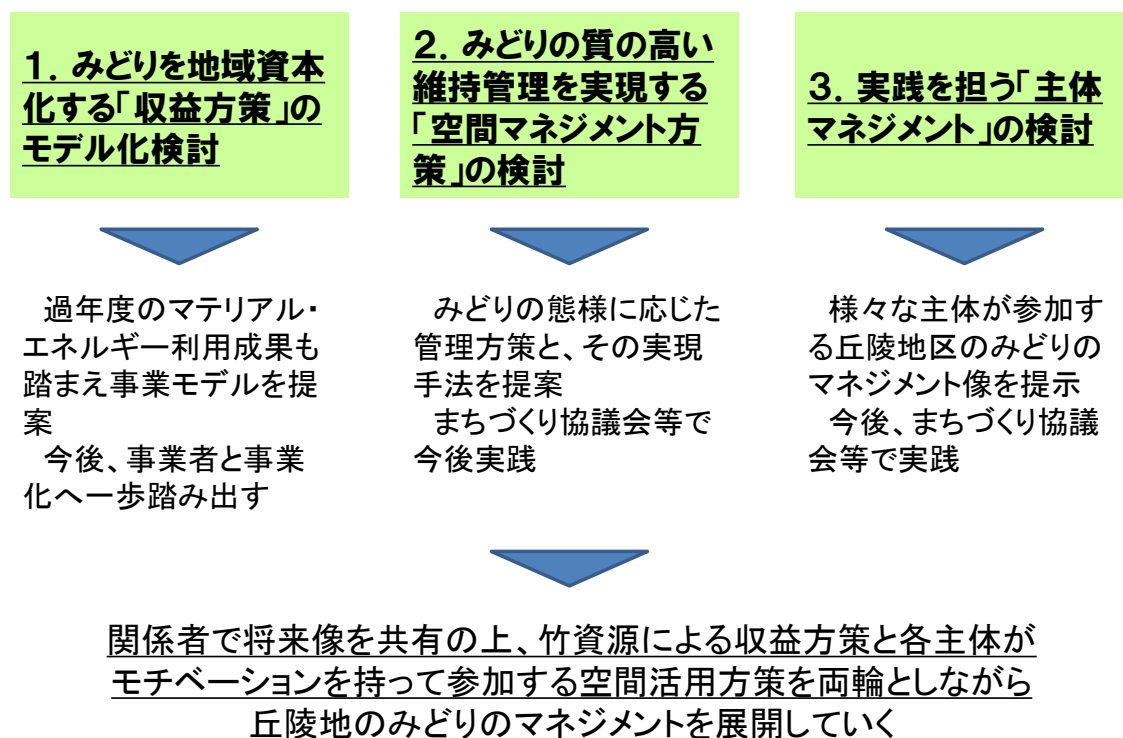 1．みどりを地域資本
化する「収益方策」の
モデル化検討
2．みどりの質の高い
維持管理を実現する
「空間マネジメント方
策」の検討
3．実践を担う「主体
マネジメント」の検討
過年度のマテリアル・
エネルギー利用成果も
踏まえ事業モデルを提
案
今後、事業者と事業
化へ一歩踏み出す
みどりの態様に応じた
管理方策と、その実現
手法を提案
まちづくり協議会等で
今後実践
様々な主体が参加す
る丘陵地区のみどりの
マネジメント像を提示
今後、まちづくり協議
会等で実践
関係者で将来像を共有の上、竹資源による収益方策と各主体が
モチベーションを持って参加する空間活用方策を両輪としながら
丘陵地のみどりのマネジメントを展開していく